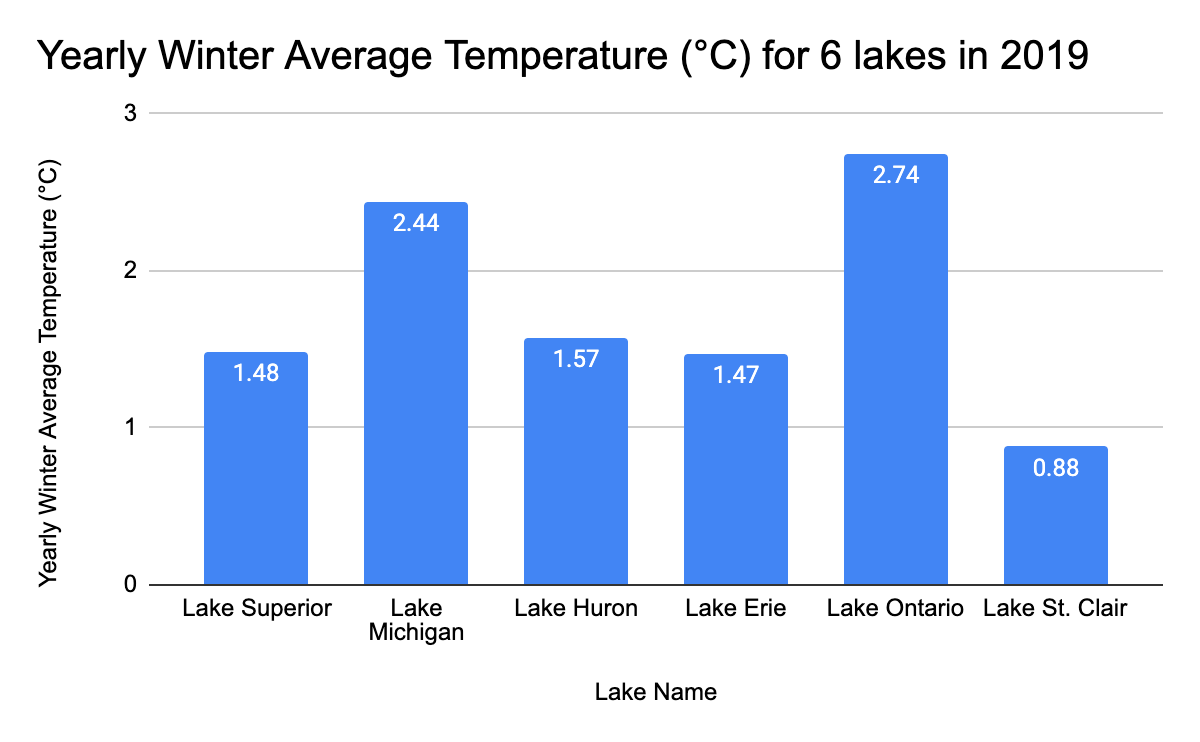 Yearly Winter Average Temperature (°C) for 6 lakes in 2019
Yearly Winter Average Temperature (°C)
3
2
1
0
1.48
2.44
1.57
1.47
2.74
0.88
Lake Superior
Lake
Michigan
Lake Huron
Lake Erie
Lake Ontario
Lake St. Clair
Lake Name